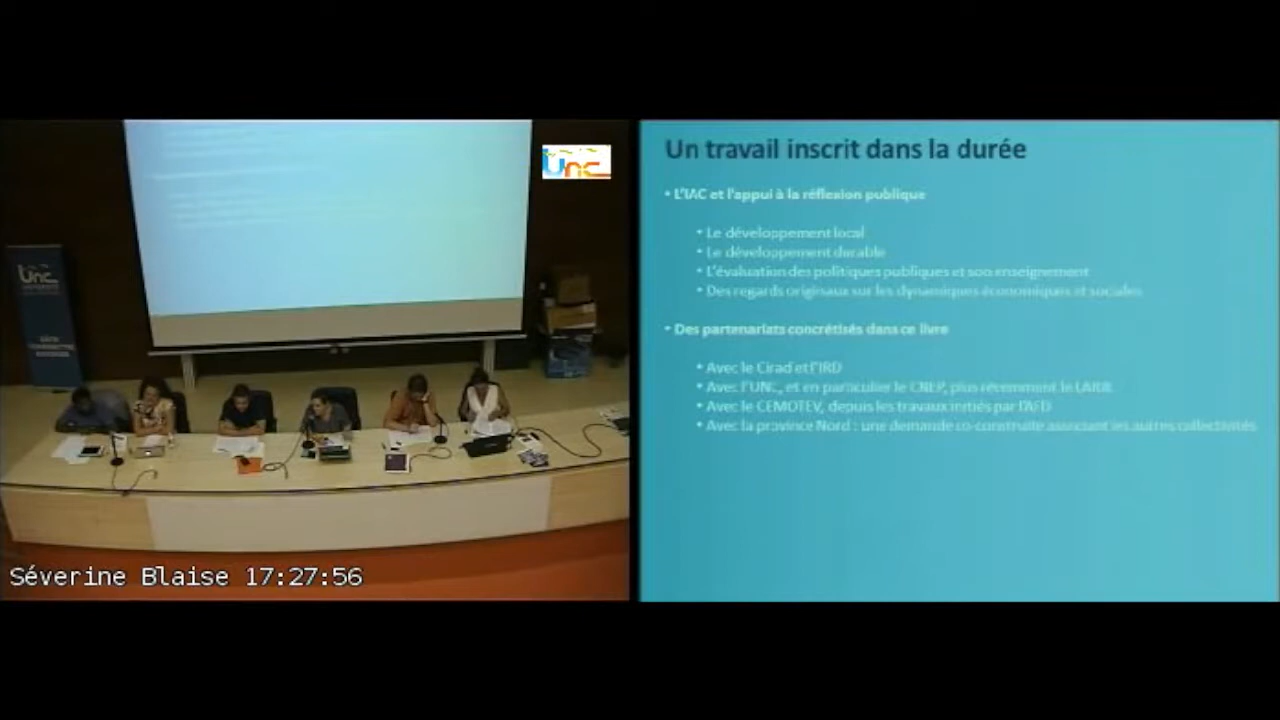 Unc
Unc
Un travail inscrit dans la durée
• L'IAC et l'appui à la réflexion publique
• Le développement local
• Le développement durable
• L'évaluation des politiques publiques et son enseignement
• Des regards originaux sur les dynamiques économiques et sociales
• Des partenariats concrétisés dans ce livre
• Avec le Cirad et l'IRD
• Avec l'UNC, et en particulier le CNEP, plus récemment le LARJE
• Avec le CEMOTEV, depuis les travaux initiés par l'AFD
• Avec la province Nord : une demande co-construite associant les autres collectivités
Séverine Blaise 17:27:56